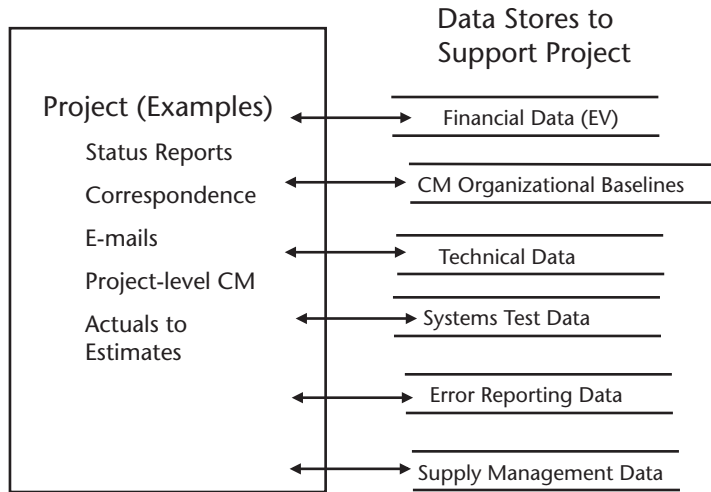 Data Stores to
Support Project
Project (Examples)
Status Reports
Correspondence
E-mails
Project-level CM
Actuals to
Estimates
Financial Data (EV)
CM Organizational Baselines
Technical Data
Systems Test Data
Error Reporting Data
Supply Management Data